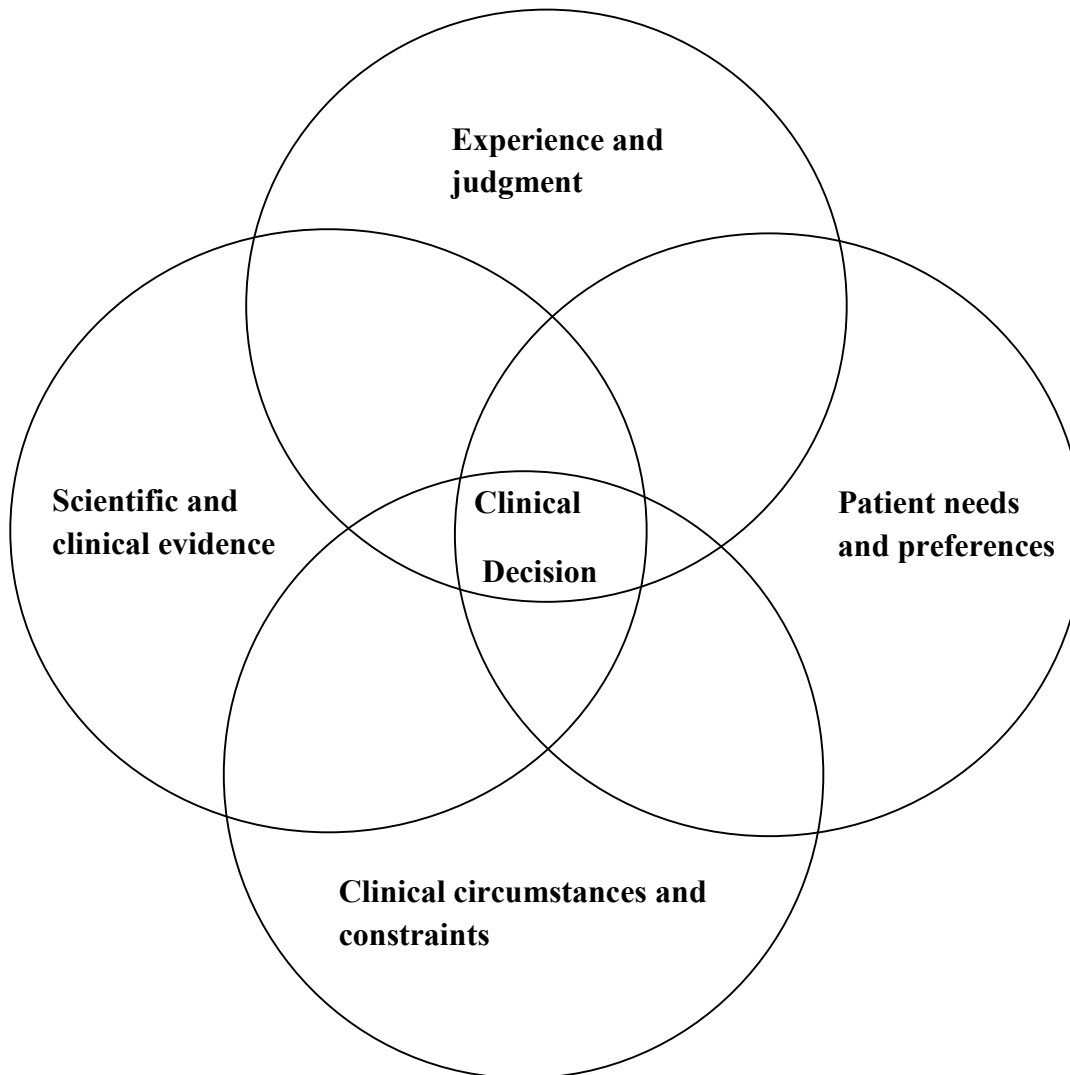 Experience and
judgment
Scientific and
clinical evidence
Clinical
Decision
Patient needs
and preferences
Clinical circumstances and
constraints